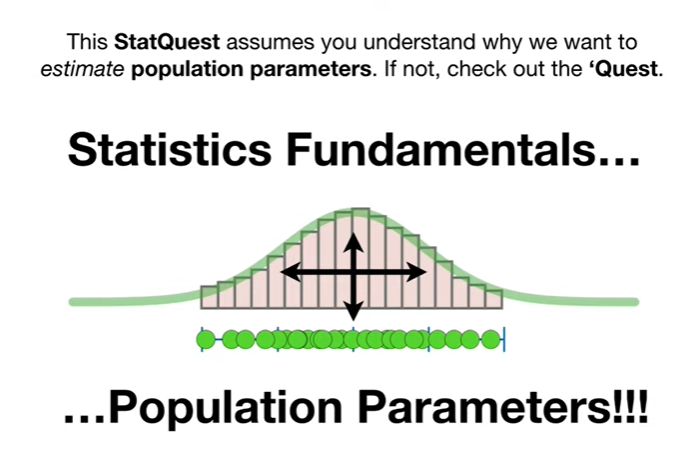 This StatQuest assumes you understand why we want to
estimate population parameters. If not, check out the ‘Quest.
Statistics Fundamentals…
…Population Parameters!!!